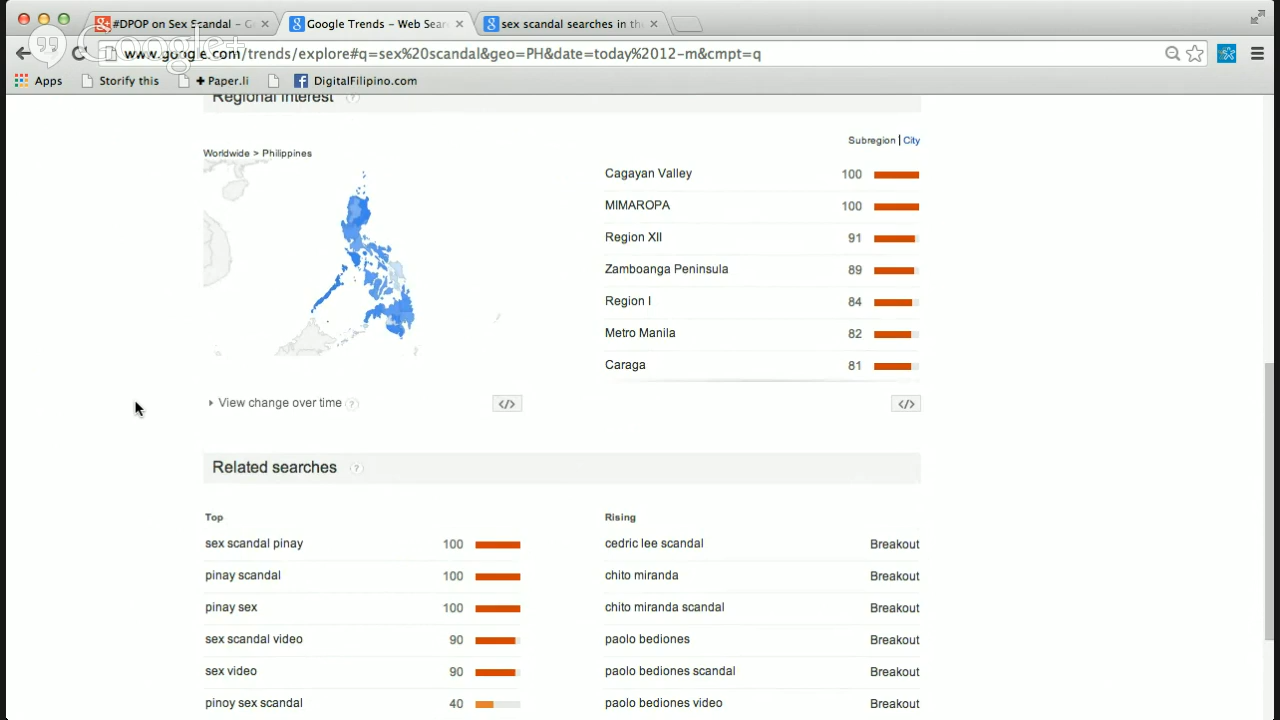 #DPOP on Sex Scandal - G
Google Trends - Web Sear
sex scandal searches in th
Google+
www.google.com/trends/explore#q=sex%20scandal&geo=PH&date=today%2012-m&cmpt=q
Apps
Storify this
+ Paper.li
DigitalFilipino.com
Regional interest ?
Subregion | City
Worldwide > Philippines
Cagayan Valley 100
MIMAROPA 100
Region XII 91
Zamboanga Peninsula 89
Region I 84
Metro Manila 82
Caraga 81
View change over time ?
</>
</>
Related searches ?
Top
sex scandal pinay 100
pinay scandal 100
pinay sex 100
sex scandal video 90
sex video 90
pinoy sex scandal 40
Rising
cedric lee scandal Breakout
chito miranda Breakout
chito miranda scandal Breakout
paolo bediones Breakout
paolo bediones scandal Breakout
paolo bediones video Breakout